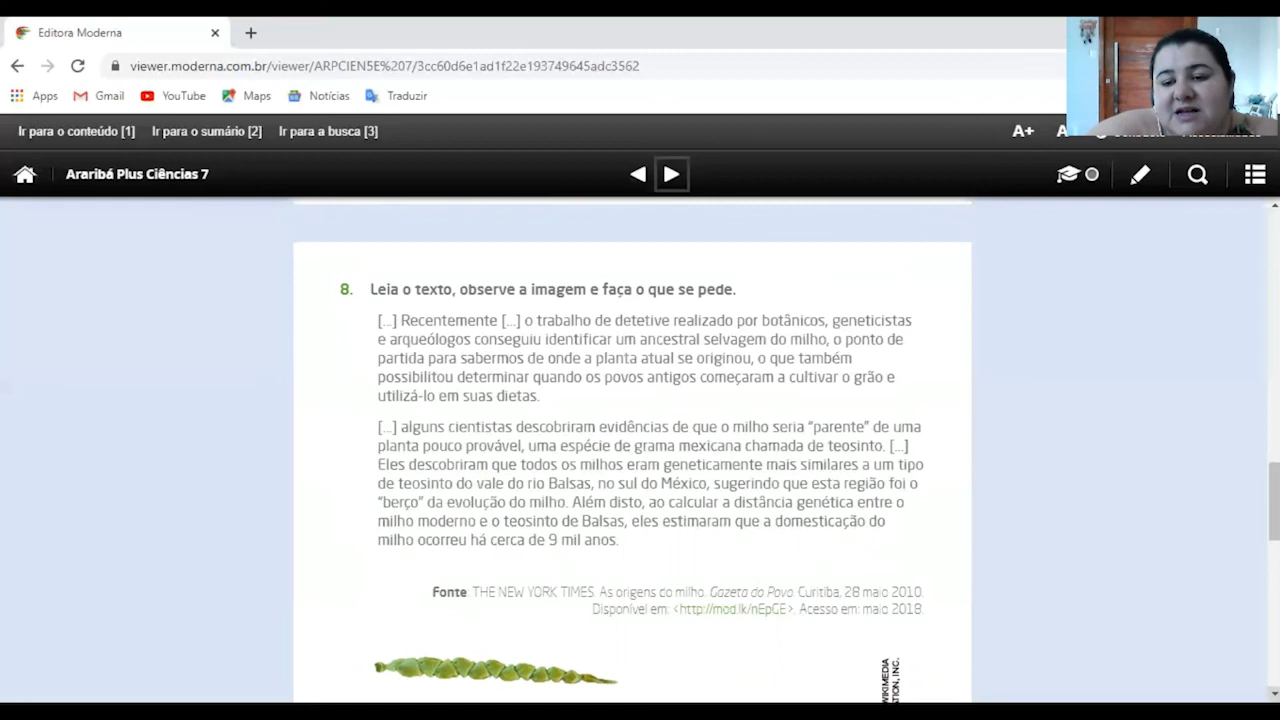 Editora Moderna
viewer.moderna.com.br/viewer/ARPCIEN5E%207/3cc60d6e1ad1f22e193749645adc3562
Apps Gmail YouTube Maps Notícias Traduzir
Ir para o conteúdo [1] Ir para o sumário [2] Ir para a busca [3] A+
Araribá Plus Ciências 7
8. Leia o texto, observe a imagem e faça o que se pede.
[...] Recentemente [...] o trabalho de detetive realizado por botânicos, geneticistas
e arqueólogos conseguiu identificar um ancestral selvagem do milho, o ponto de
partida para sabermos de onde a planta atual se originou, o que também
possibilitou determinar quando os povos antigos começaram a cultivar o grão e
utilizá-lo em suas dietas.
[...] alguns cientistas descobriram evidências de que o milho seria “parente” de uma
planta pouco provável, uma espécie de grama mexicana chamada de teosinto. [...]
Eles descobriram que todos os milhos eram geneticamente mais similares a um tipo
de teosinto do vale do rio Balsas, no sul do México, sugerindo que esta região foi o
“berço” da evolução do milho. Além disto, ao calcular a distância genética entre o
milho moderno e o teosinto de Balsas, eles estimaram que a domesticação do
milho ocorreu há cerca de 9 mil anos.
Fonte: THE NEW YORK TIMES. As origens do milho. Gazeta do Povo. Curitiba, 28 maio 2010.
Disponível em: <http://mod.lk/nEpGE>. Acesso em: maio 2018.
WIKIMEDIA